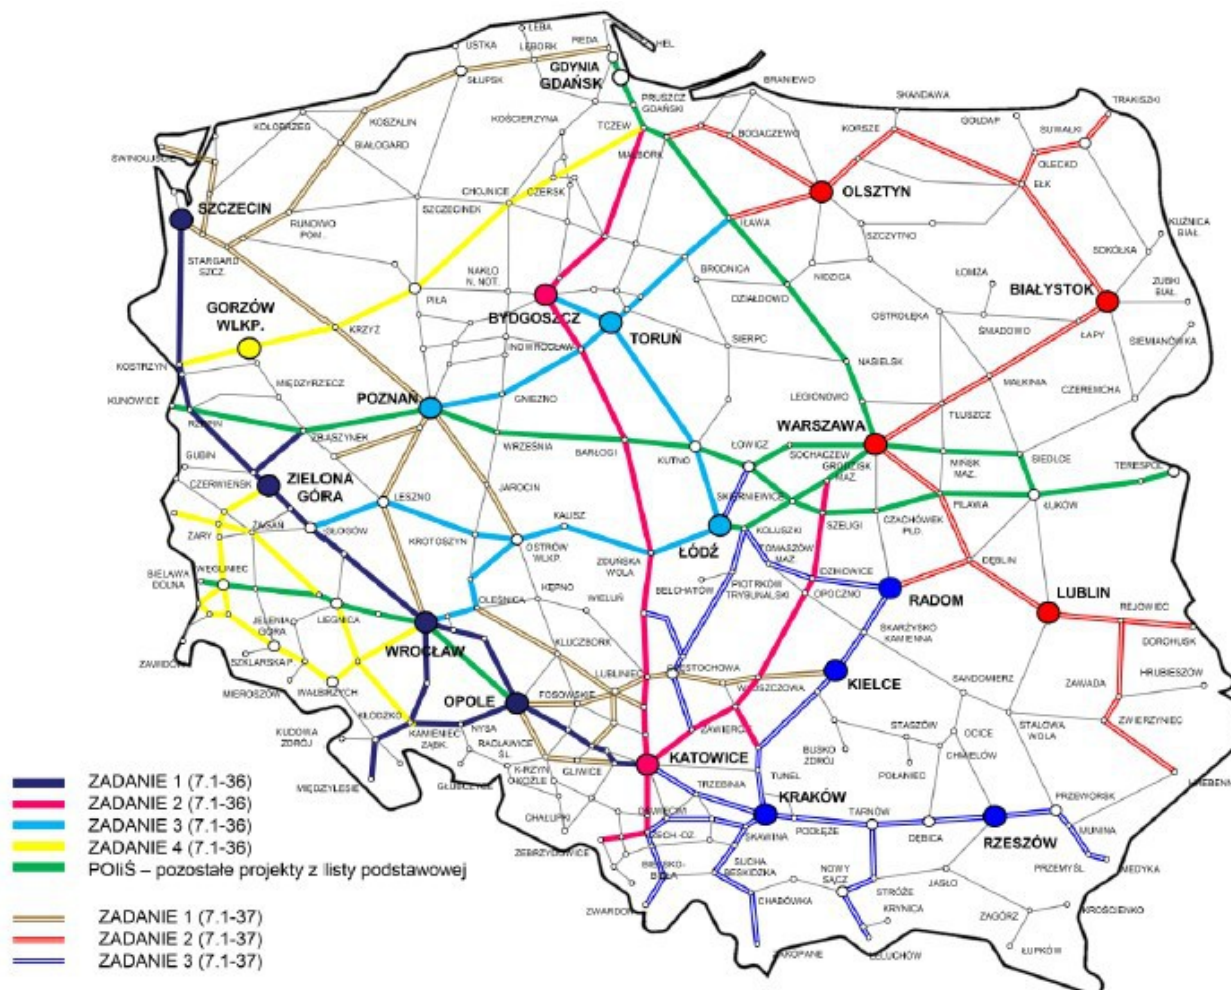 ŁEBA
HEL
USTKA
LĘBORK
REDA
GDYNIA
GDAŃSK
SŁUPSK
BRANIEWO
PRUSZCZ
GDAŃSKI
SKANDAWA
TRAKISZKI
KOŁOBRZEG
KOSZALIN
KOŚCIERZYNA
TCZEW
BOGACZEWO
KORSZE
GOŁDAP
SUWAŁKI
ŚWINOUJŚCIE
BIAŁOGARD
MALBORK
OLECKO
EŁK
CHOJNICE
CZERSK
OLSZTYN
SZCZECIN
SZCZECINEK
IŁAWA
RUNOWO
POM.
SZCZYTNO
KUŹNICA
BIAŁ.
SOKÓŁKA
STARGARD
SZCZ.
NAKŁO
N. NOT.
BRODNICA
NIDZICA
ŁOMŻA
ZUBKI
BIAŁ.
PIŁA
DZIAŁDOWO
BIAŁYSTOK
GORZÓW
WLKP.
BYDGOSZCZ
OSTROŁĘKA
ŚNIADOWO
ŁAPY
KRZYŻ
TORUŃ
SIERPC
SIEMIANÓWKA
INOWROCŁAW
KOSTRZYN
NASIELSK
MAŁKINIA
MIĘDZYRZECZ
CZEREMCHA
KUNOWICE
POZNAŃ
GNIEZNO
LEGIONOWO
TŁUSZCZ
RZEPIN
WARSZAWA
ZBĄSZYNEK
WRZEŚNIA
BARŁOGI
KUTNO
ŁOWICZ
SOCHACZEW
GRODZISK
MAZ.
MIŃSK
MAZ.
SIEDLCE
TERESPOL
GUBIN
CZERWIEŃSK
ZIELONA
GÓRA
LESZNO
JAROCIN
SKIERNIEWICE
PILAWA
ŁUKÓW
ŻARY
ŻAGAŃ
GŁOGÓW
KROTOSZYN
KALISZ
OSTRÓW
WLKP.
ZDUŃSKA
WOLA
ŁÓDŹ
KOLUSZKI
SZELIGI
CZACHÓWEK
PŁD.
TOMASZÓW
MAZ.
DĘBLIN
BIELAWA
DOLNA
WĘGLINIEC
KĘPNO
BEŁCHATÓW
PIOTRKÓW
TRYBUNALSKI
IDZIKOWICE
OPOCZNO
RADOM
LUBLIN
REJOWIEC
OLEŚNICA
WIELUŃ
JELENIA
GÓRA
LEGNICA
SKARŻYSKO
KAMIENNA
DOROHUSK
KLUCZBORK
WROCŁAW
ZAWIDÓW
SZKLARSKA P.
HRUBIESZÓW
MIEROSZÓW
WAŁBRZYCH
LUBLINIEC
CZĘSTOCHOWA
KIELCE
OPOLE
FOSOWSKIE
WŁOSZCZOWA
SANDOMIERZ
ZAWADA
KŁODZKO
STALOWA
WOLA
ZWIERZYNIEC
KUDOWA
ZDRÓJ
KAMIENIEC
ZĄBK.
NYSA
RACŁAWICE
ŚL.
ZAWIERCIE
STASZÓW
OCICE
BUSKO
ZDRÓJ
CHMIELÓW
KATOWICE
POŁANIEC
K-RZYN
KOŹLE
GLIWICE
TUNEL
MIĘDZYLESIE
GŁUBCZYCE
TRZEBINIA
CHAŁUPKI
OŚWIĘCIM
KRAKÓW
PRZEWORSK
TARNÓW
PODŁĘŻE
DĘBICA
RZESZÓW
MUNINA
CZECH.-DZ.
SKAWINA
ZEBRZYDOWICE
BIELSKO-
BIAŁA
SUCHA
BESKIDZKA
NOWY
SĄCZ
PRZEMYŚL
MEDYKA
JASŁO
STRÓŻE
ZWARDOŃ
CHABÓWKA
KRYNICA
ZAGÓRZ
KROŚCIENKO
ŁUPKÓW
ZAKOPANE
LELUCHÓW
ZADANIE 1 (7.1-36)
ZADANIE 2 (7.1-36)
ZADANIE 3 (7.1-36)
ZADANIE 4 (7.1-36)
POIiŚ – pozostałe projekty z listy podstawowej
ZADANIE 1 (7.1-37)
ZADANIE 2 (7.1-37)
ZADANIE 3 (7.1-37)